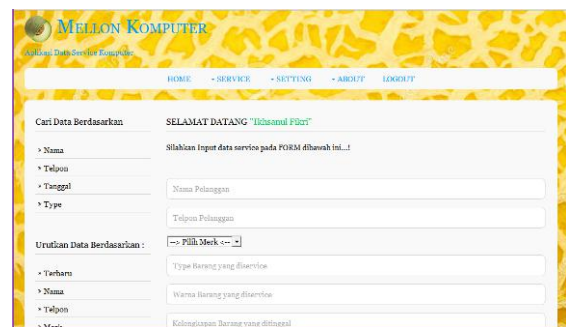 MELLON KOMPUTER
Aplikasi Data Service Komputer
HOME SERVICE SETTING ABOUT LOGOUT
Cari Data Berdasarkan
> Nama
> Telpon
> Tanggal
> Type
Urutkan Data Berdasarkan :
> Terbaru
> Nama
> Telpon
> Merk
SELAMAT DATANG "Ikhsanul Fikri"
Silahkan Input data service pada FORM dibawah ini...!
Nama Pelanggan
Telpon Pelanggan
--> Pilih Merk <--
Type Barang yang diservice
Warna Barang yang diservice
Kelengkapan Barang yang ditinggal